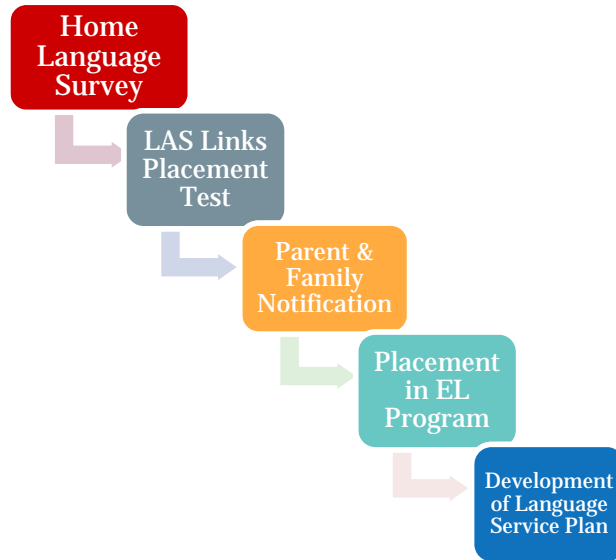 Home
Language
Survey
LAS Links
Placement
Test
Parent &
Family
Notification
Placement
in EL
Program
Development
of Language
Service Plan